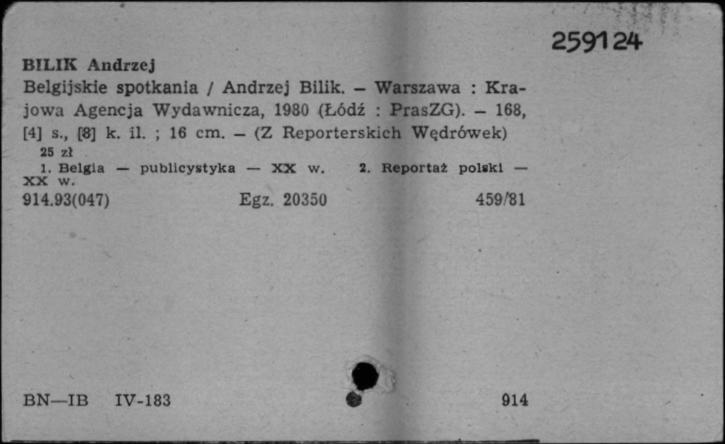 259124
BILIK Andrzej
Belgijskie spotkania / Andrzej Bilik. — Warszawa : Kra-
jowa Agencja Wydawnicza, 1980 (Łódź : PrasZG). — 168,
[4] s., [8] k. il. ; 16 cm. — (Z Reporterskich Wędrówek)
25 zł
1. Belgia — publicystyka — XX w. 2. Reportaż polski —
XX w.
914.93(047) Egz. 20350 459/81
BN—IB IV-183 914